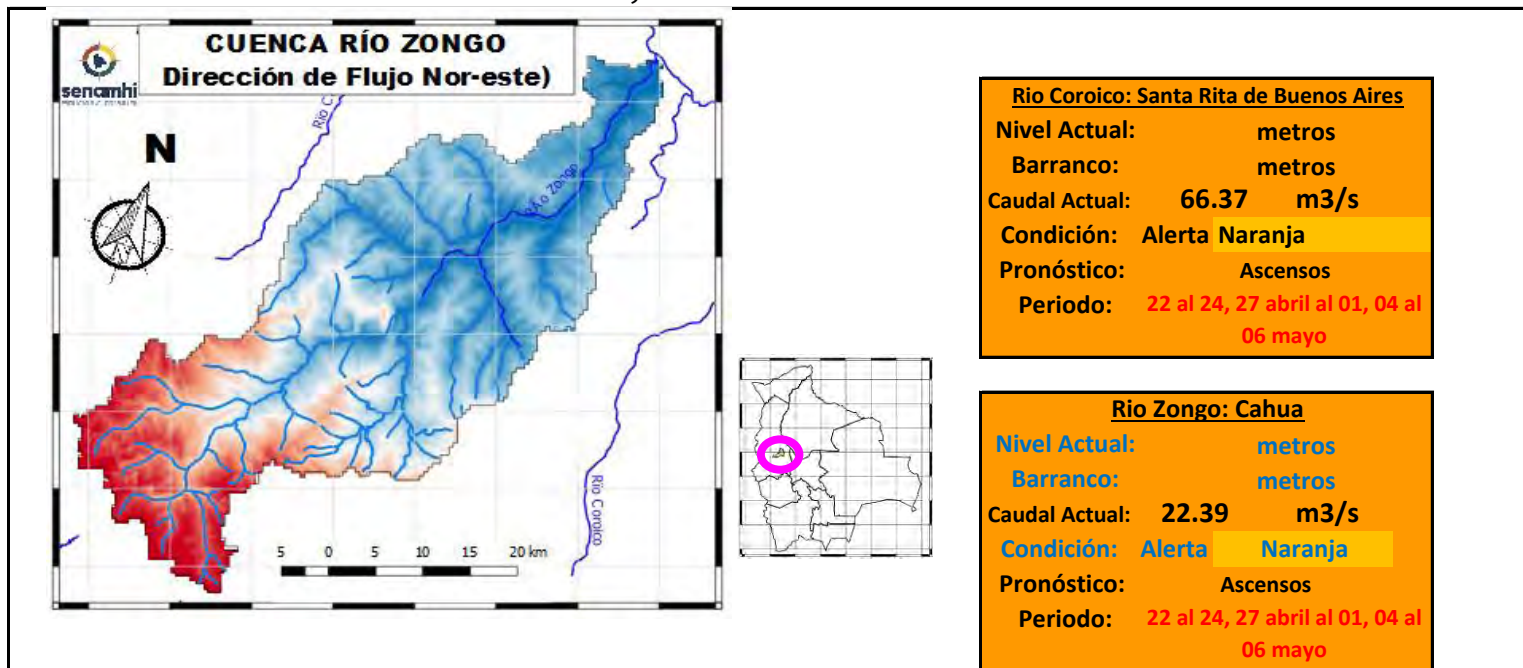 CUENCA RÍO ZONGO
Dirección de Flujo Nor-este)
sencamhi
N
Río C
RÃ­o Zongo
Río Coroico
5 0 5 10 15 20 km
Rio Coroico: Santa Rita de Buenos Aires
Nivel Actual: metros
Barranco: metros
Caudal Actual: 66.37 m3/s
Condición: Alerta Naranja
Pronóstico: Ascensos
Periodo: 22 al 24, 27 abril al 01, 04 al
06 mayo
Rio Zongo: Cahua
Nivel Actual: metros
Barranco: metros
Caudal Actual: 22.39 m3/s
Condición: Alerta Naranja
Pronóstico: Ascensos
Periodo: 22 al 24, 27 abril al 01, 04 al
06 mayo